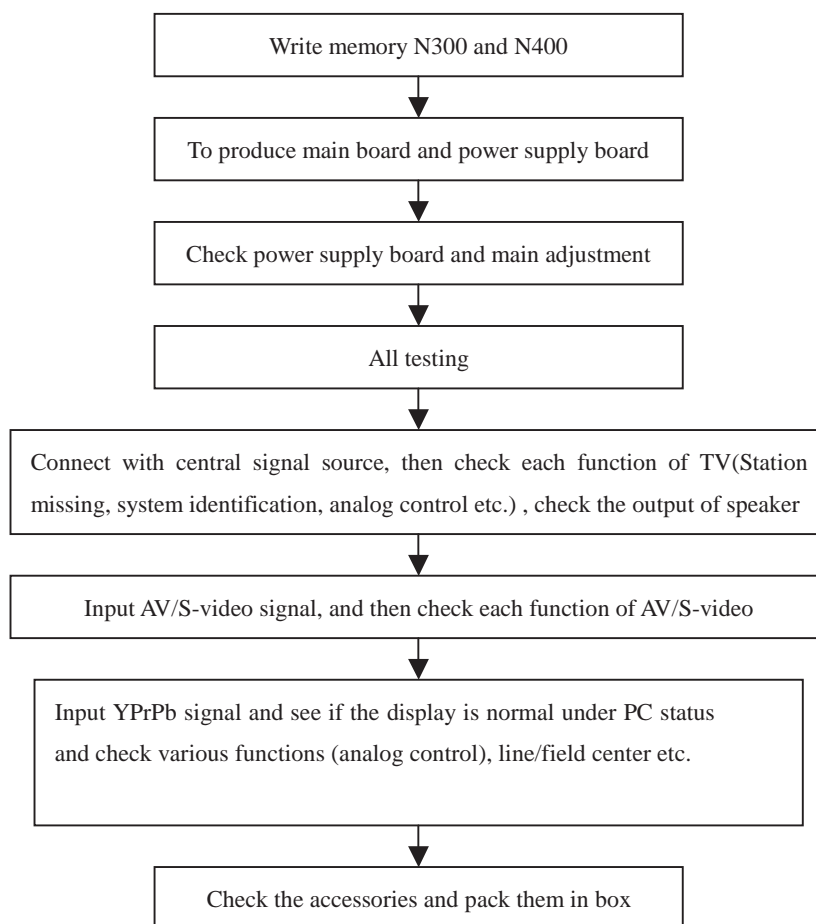 Write memory N300 and N400
To produce main board and power supply board
Check power supply board and main adjustment
All testing
Connect with central signal source, then check each function of TV(Station
missing, system identification, analog control etc.) , check the output of speaker
Input AV/S-video signal, and then check each function of AV/S-video
Input YPrPb signal and see if the display is normal under PC status
and check various functions (analog control), line/field center etc.
Check the accessories and pack them in box